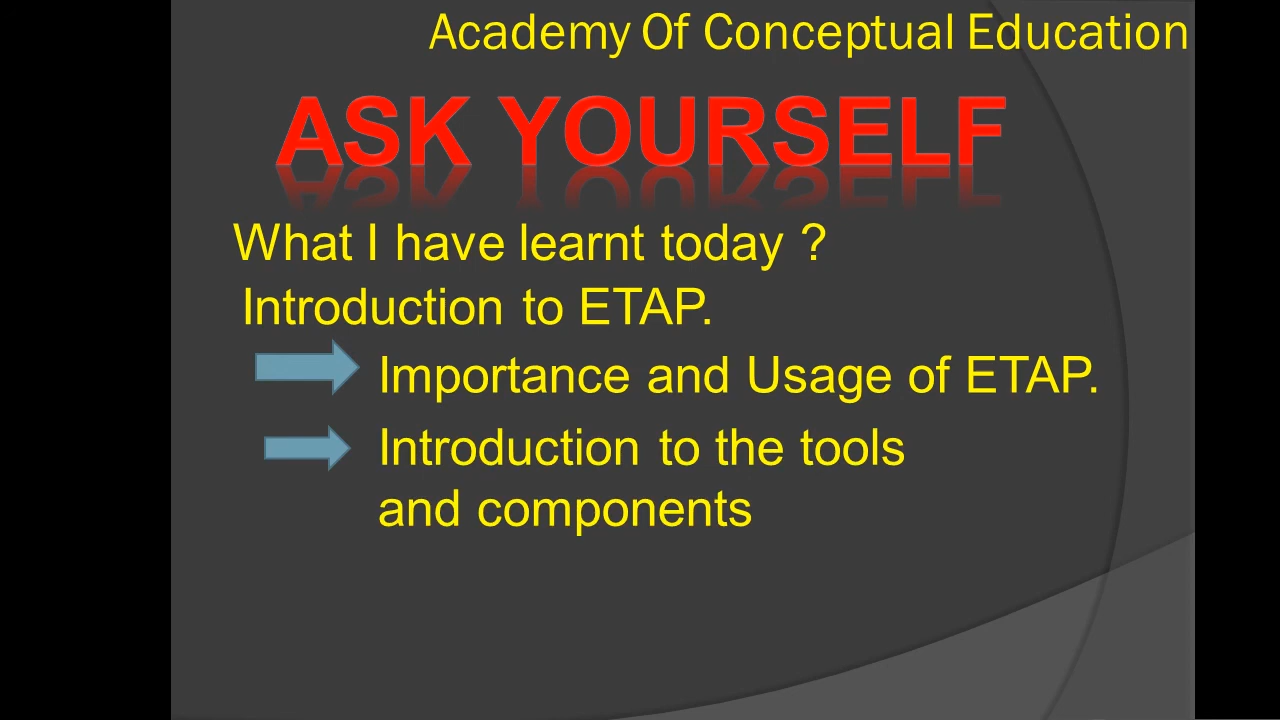 Academy Of Conceptual Education
ASK YOURSELF
What I have learnt today ?
Introduction to ETAP.
Importance and Usage of ETAP.
Introduction to the tools
and components